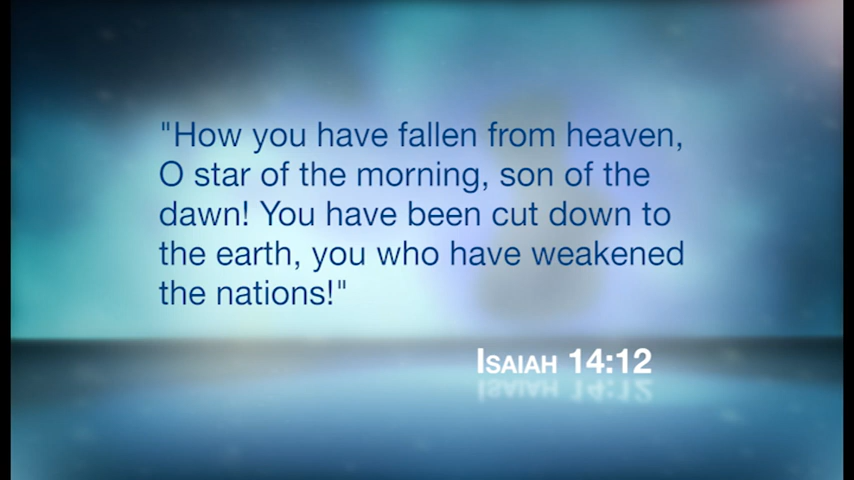 "How you have fallen from heaven,
O star of the morning, son of the
dawn! You have been cut down to
the earth, you who have weakened
the nations!"
Isaiah 14:12